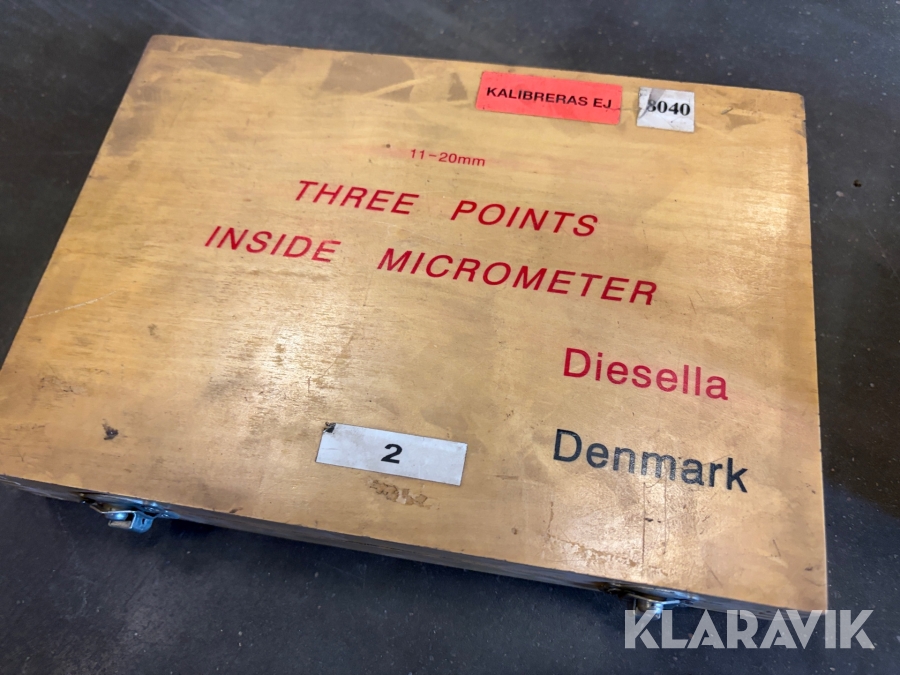 KALIBRERAS EJ
8040
11-20mm
THREE POINTS
INSIDE MICROMETER
Diesella
Denmark
2
KLARAVIK